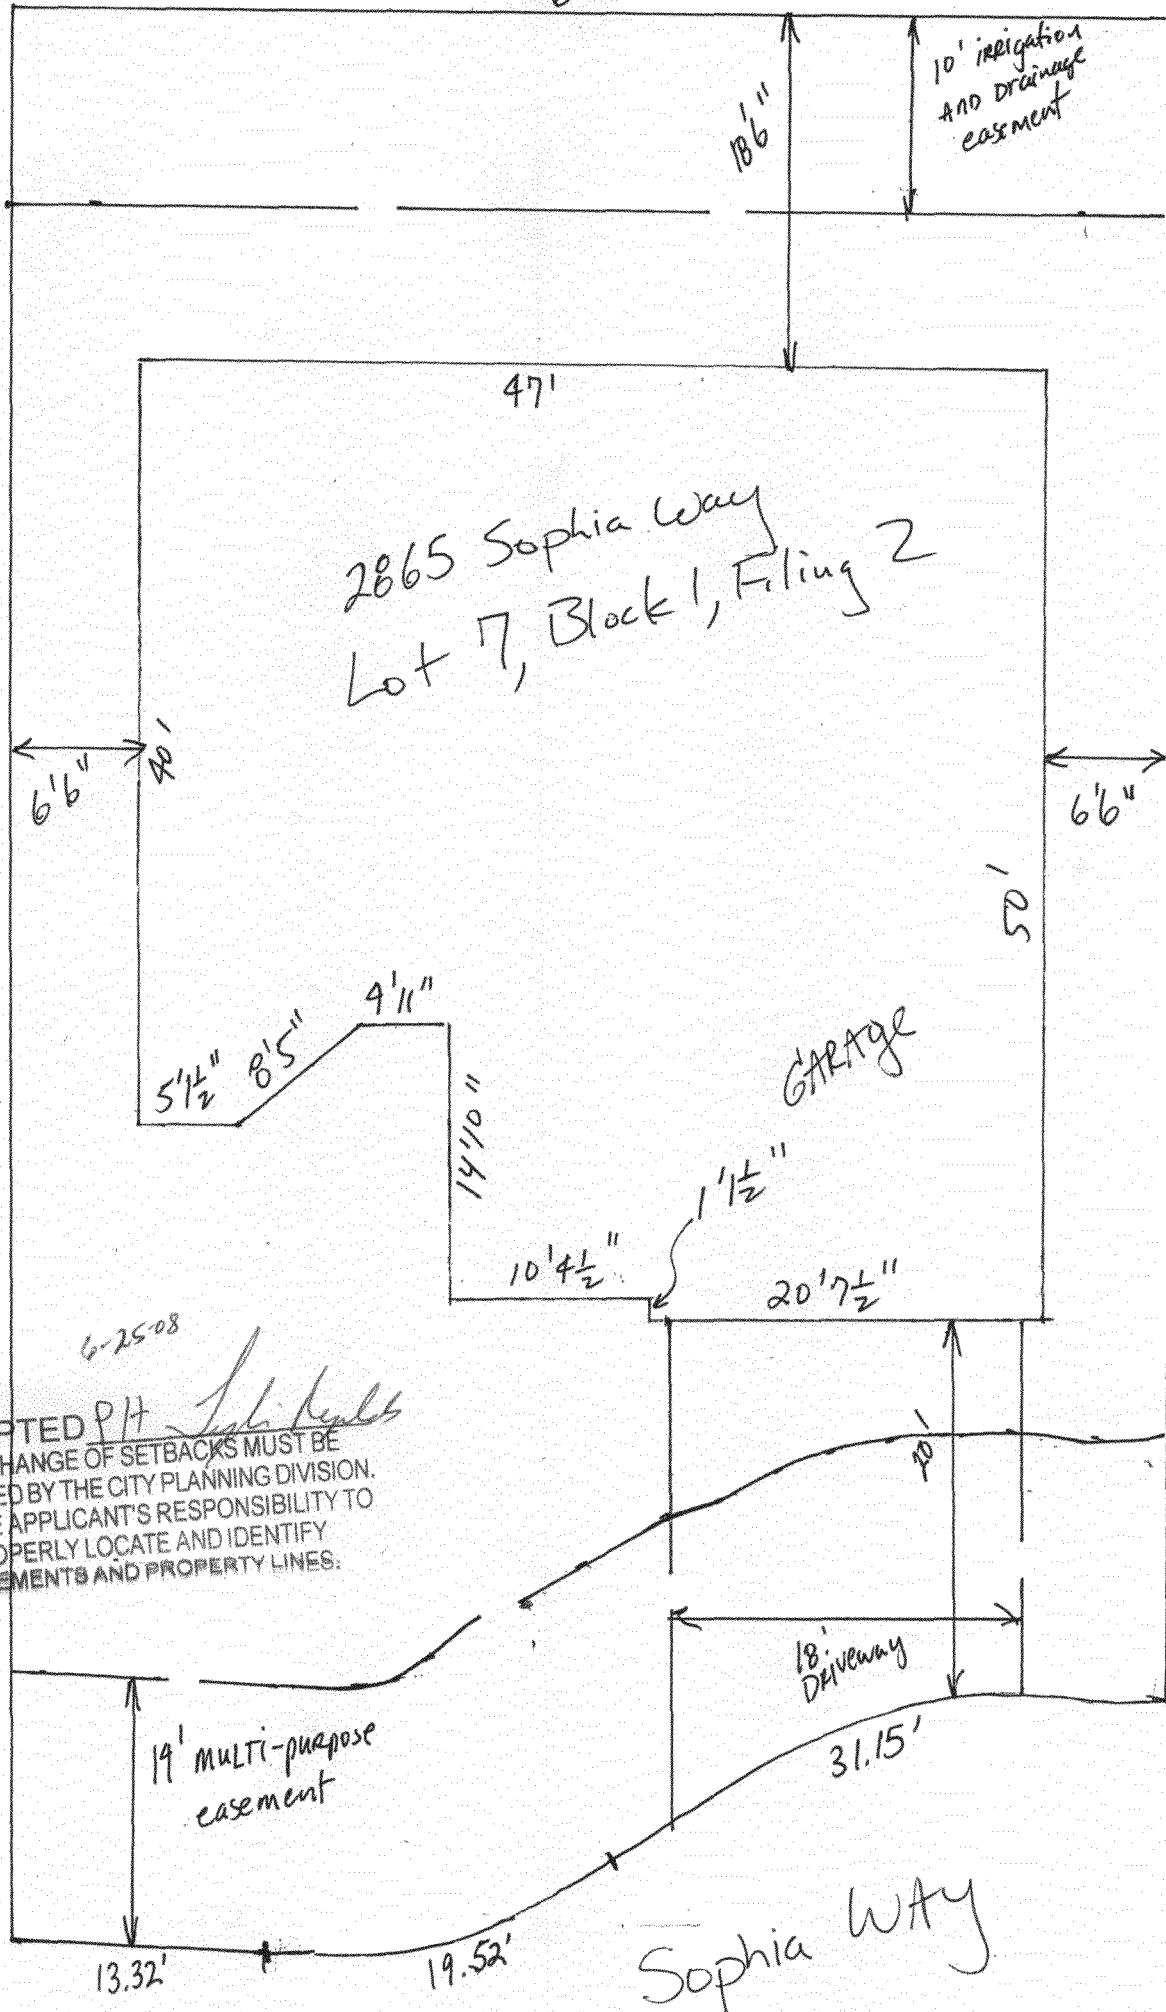 10' irrigation
AND Drainage
easement
18'6"
47'
2865 Sophia Way
Lot 7, Block 1, Filing 2
6'6"
40'
6'6"
50'
4'11"
8'5"
5'1½"
GARAge
14'10"
1'1½"
10'4½"
20'7½"
6-25-08
PTED PH
HANGE OF SETBACKS MUST BE
ED BY THE CITY PLANNING DIVISION.
E APPLICANT'S RESPONSIBILITY TO
OPERLY LOCATE AND IDENTIFY
EMENTS AND PROPERTY LINES.
20'
18'
Driveway
14' MULTI-purpose
easement
31.15'
13.32'
19.52'
Sophia WAY